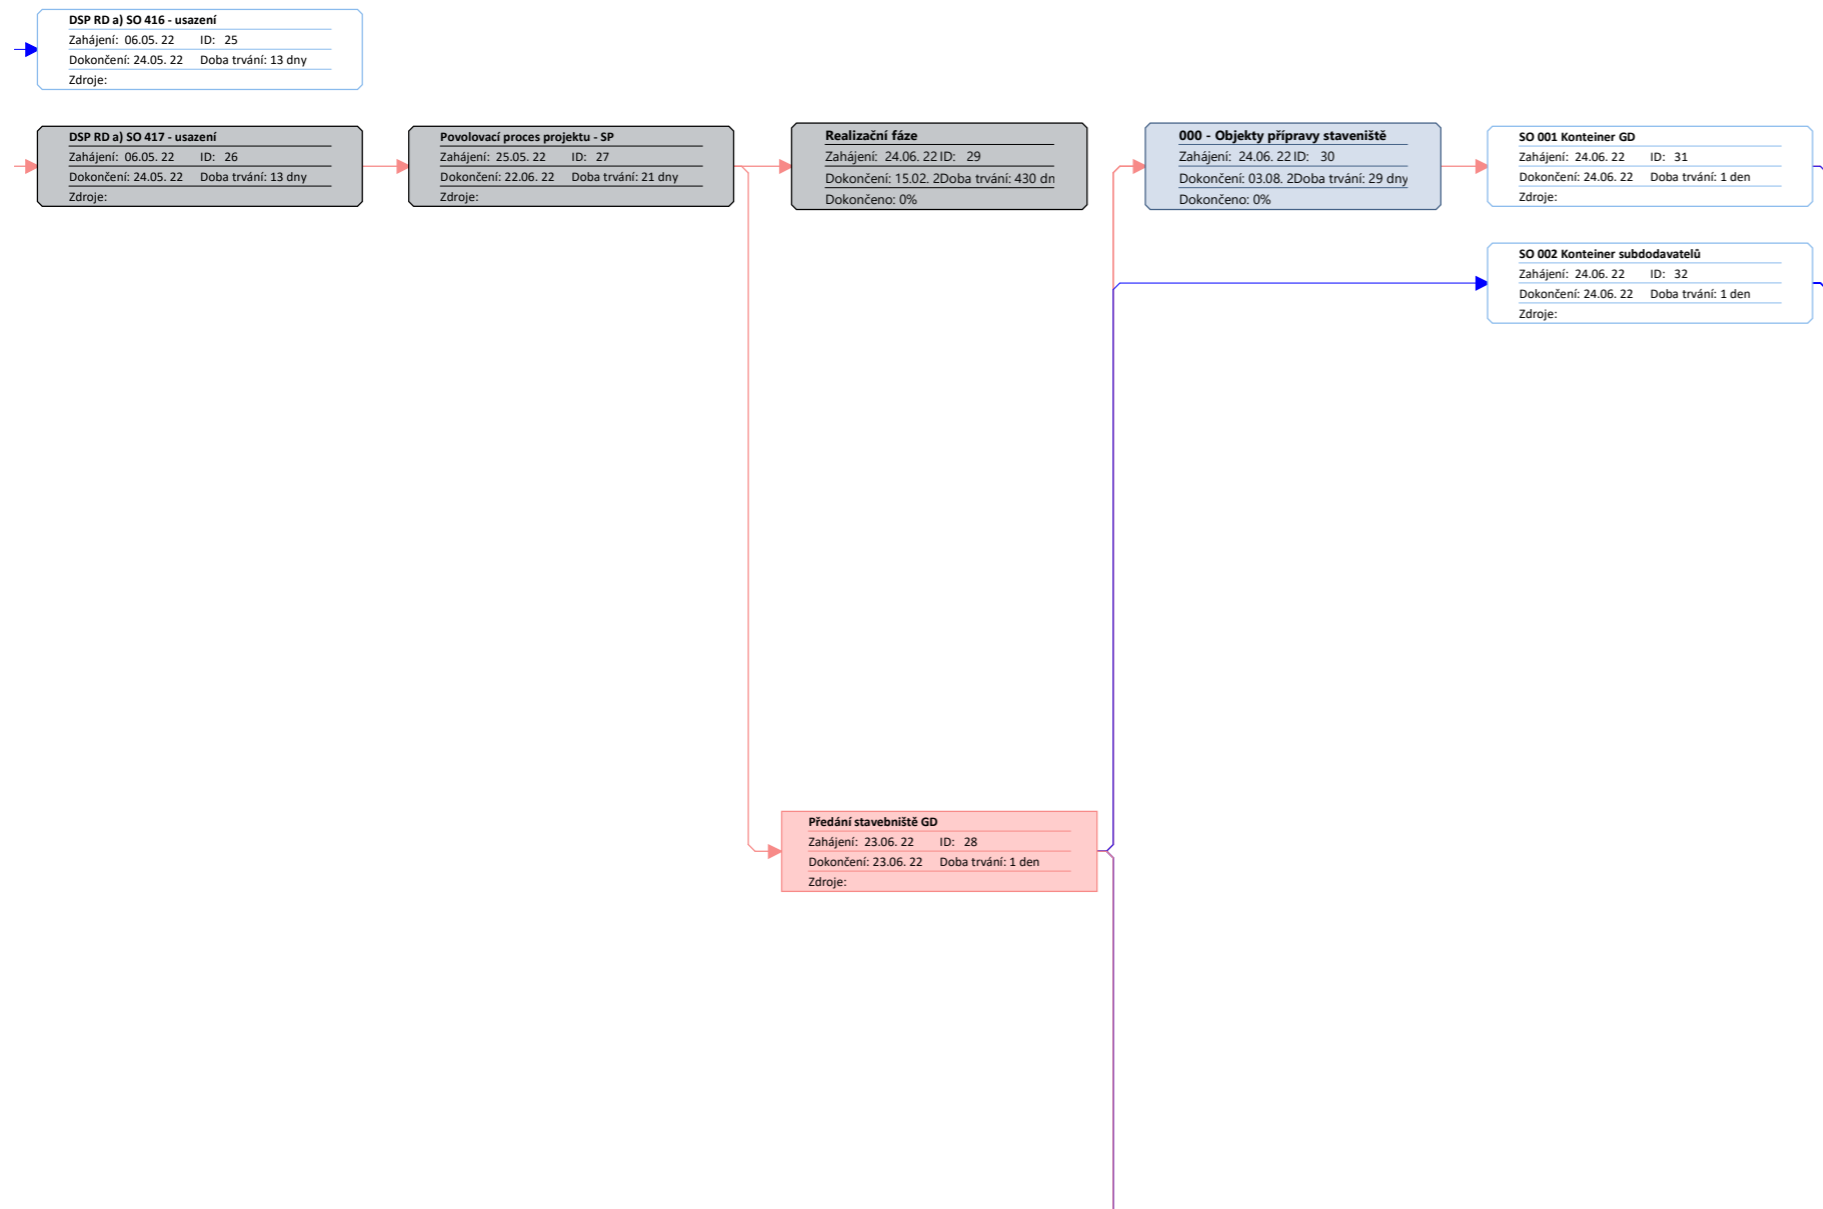 DSP RD a) SO 416 - usazení
Zahájení: 06.05. 22 ID: 25
Dokončení: 24.05. 22 Doba trvání: 13 dny
Zdroje:
DSP RD a) SO 417 - usazení
Zahájení: 06.05. 22 ID: 26
Dokončení: 24.05. 22 Doba trvání: 13 dny
Zdroje:
Povolovací proces projektu - SP
Zahájení: 25.05. 22 ID: 27
Dokončení: 22.06. 22 Doba trvání: 21 dny
Zdroje:
Realizační fáze
Zahájení: 24.06. 22 ID: 29
Dokončení: 15.02. 2Doba trvání: 430 dn
Dokončeno: 0%
000 - Objekty přípravy staveniště
Zahájení: 24.06. 22 ID: 30
Dokončení: 03.08. 2Doba trvání: 29 dny
Dokončeno: 0%
SO 001 Konteiner GD
Zahájení: 24.06. 22 ID: 31
Dokončení: 24.06. 22 Doba trvání: 1 den
Zdroje:
SO 002 Konteiner subdodavatelů
Zahájení: 24.06. 22 ID: 32
Dokončení: 24.06. 22 Doba trvání: 1 den
Zdroje:
Předání stavebniště GD
Zahájení: 23.06. 22 ID: 28
Dokončení: 23.06. 22 Doba trvání: 1 den
Zdroje: